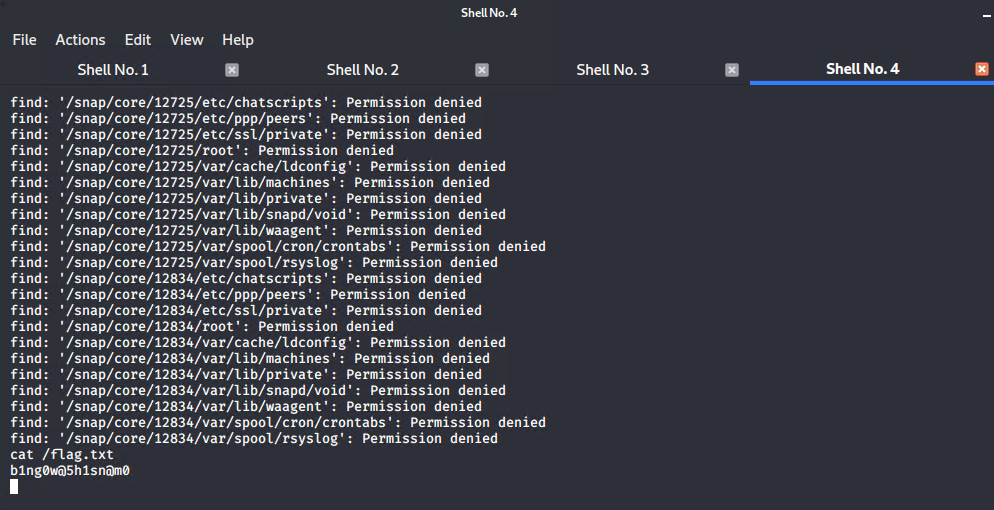 Shell No. 4
File Actions Edit View Help
Shell No. 1 Shell No. 2 Shell No. 3 Shell No. 4
find: '/snap/core/12725/etc/chatscripts': Permission denied
find: '/snap/core/12725/etc/ppp/peers': Permission denied
find: '/snap/core/12725/etc/ssl/private': Permission denied
find: '/snap/core/12725/root': Permission denied
find: '/snap/core/12725/var/cache/ldconfig': Permission denied
find: '/snap/core/12725/var/lib/machines': Permission denied
find: '/snap/core/12725/var/lib/private': Permission denied
find: '/snap/core/12725/var/lib/snapd/void': Permission denied
find: '/snap/core/12725/var/lib/waagent': Permission denied
find: '/snap/core/12725/var/spool/cron/crontabs': Permission denied
find: '/snap/core/12725/var/spool/rsyslog': Permission denied
find: '/snap/core/12834/etc/chatscripts': Permission denied
find: '/snap/core/12834/etc/ppp/peers': Permission denied
find: '/snap/core/12834/etc/ssl/private': Permission denied
find: '/snap/core/12834/root': Permission denied
find: '/snap/core/12834/var/cache/ldconfig': Permission denied
find: '/snap/core/12834/var/lib/machines': Permission denied
find: '/snap/core/12834/var/lib/private': Permission denied
find: '/snap/core/12834/var/lib/snapd/void': Permission denied
find: '/snap/core/12834/var/lib/waagent': Permission denied
find: '/snap/core/12834/var/spool/cron/crontabs': Permission denied
find: '/snap/core/12834/var/spool/rsyslog': Permission denied
cat /flag.txt
b1ng0w@5h1sn@m0